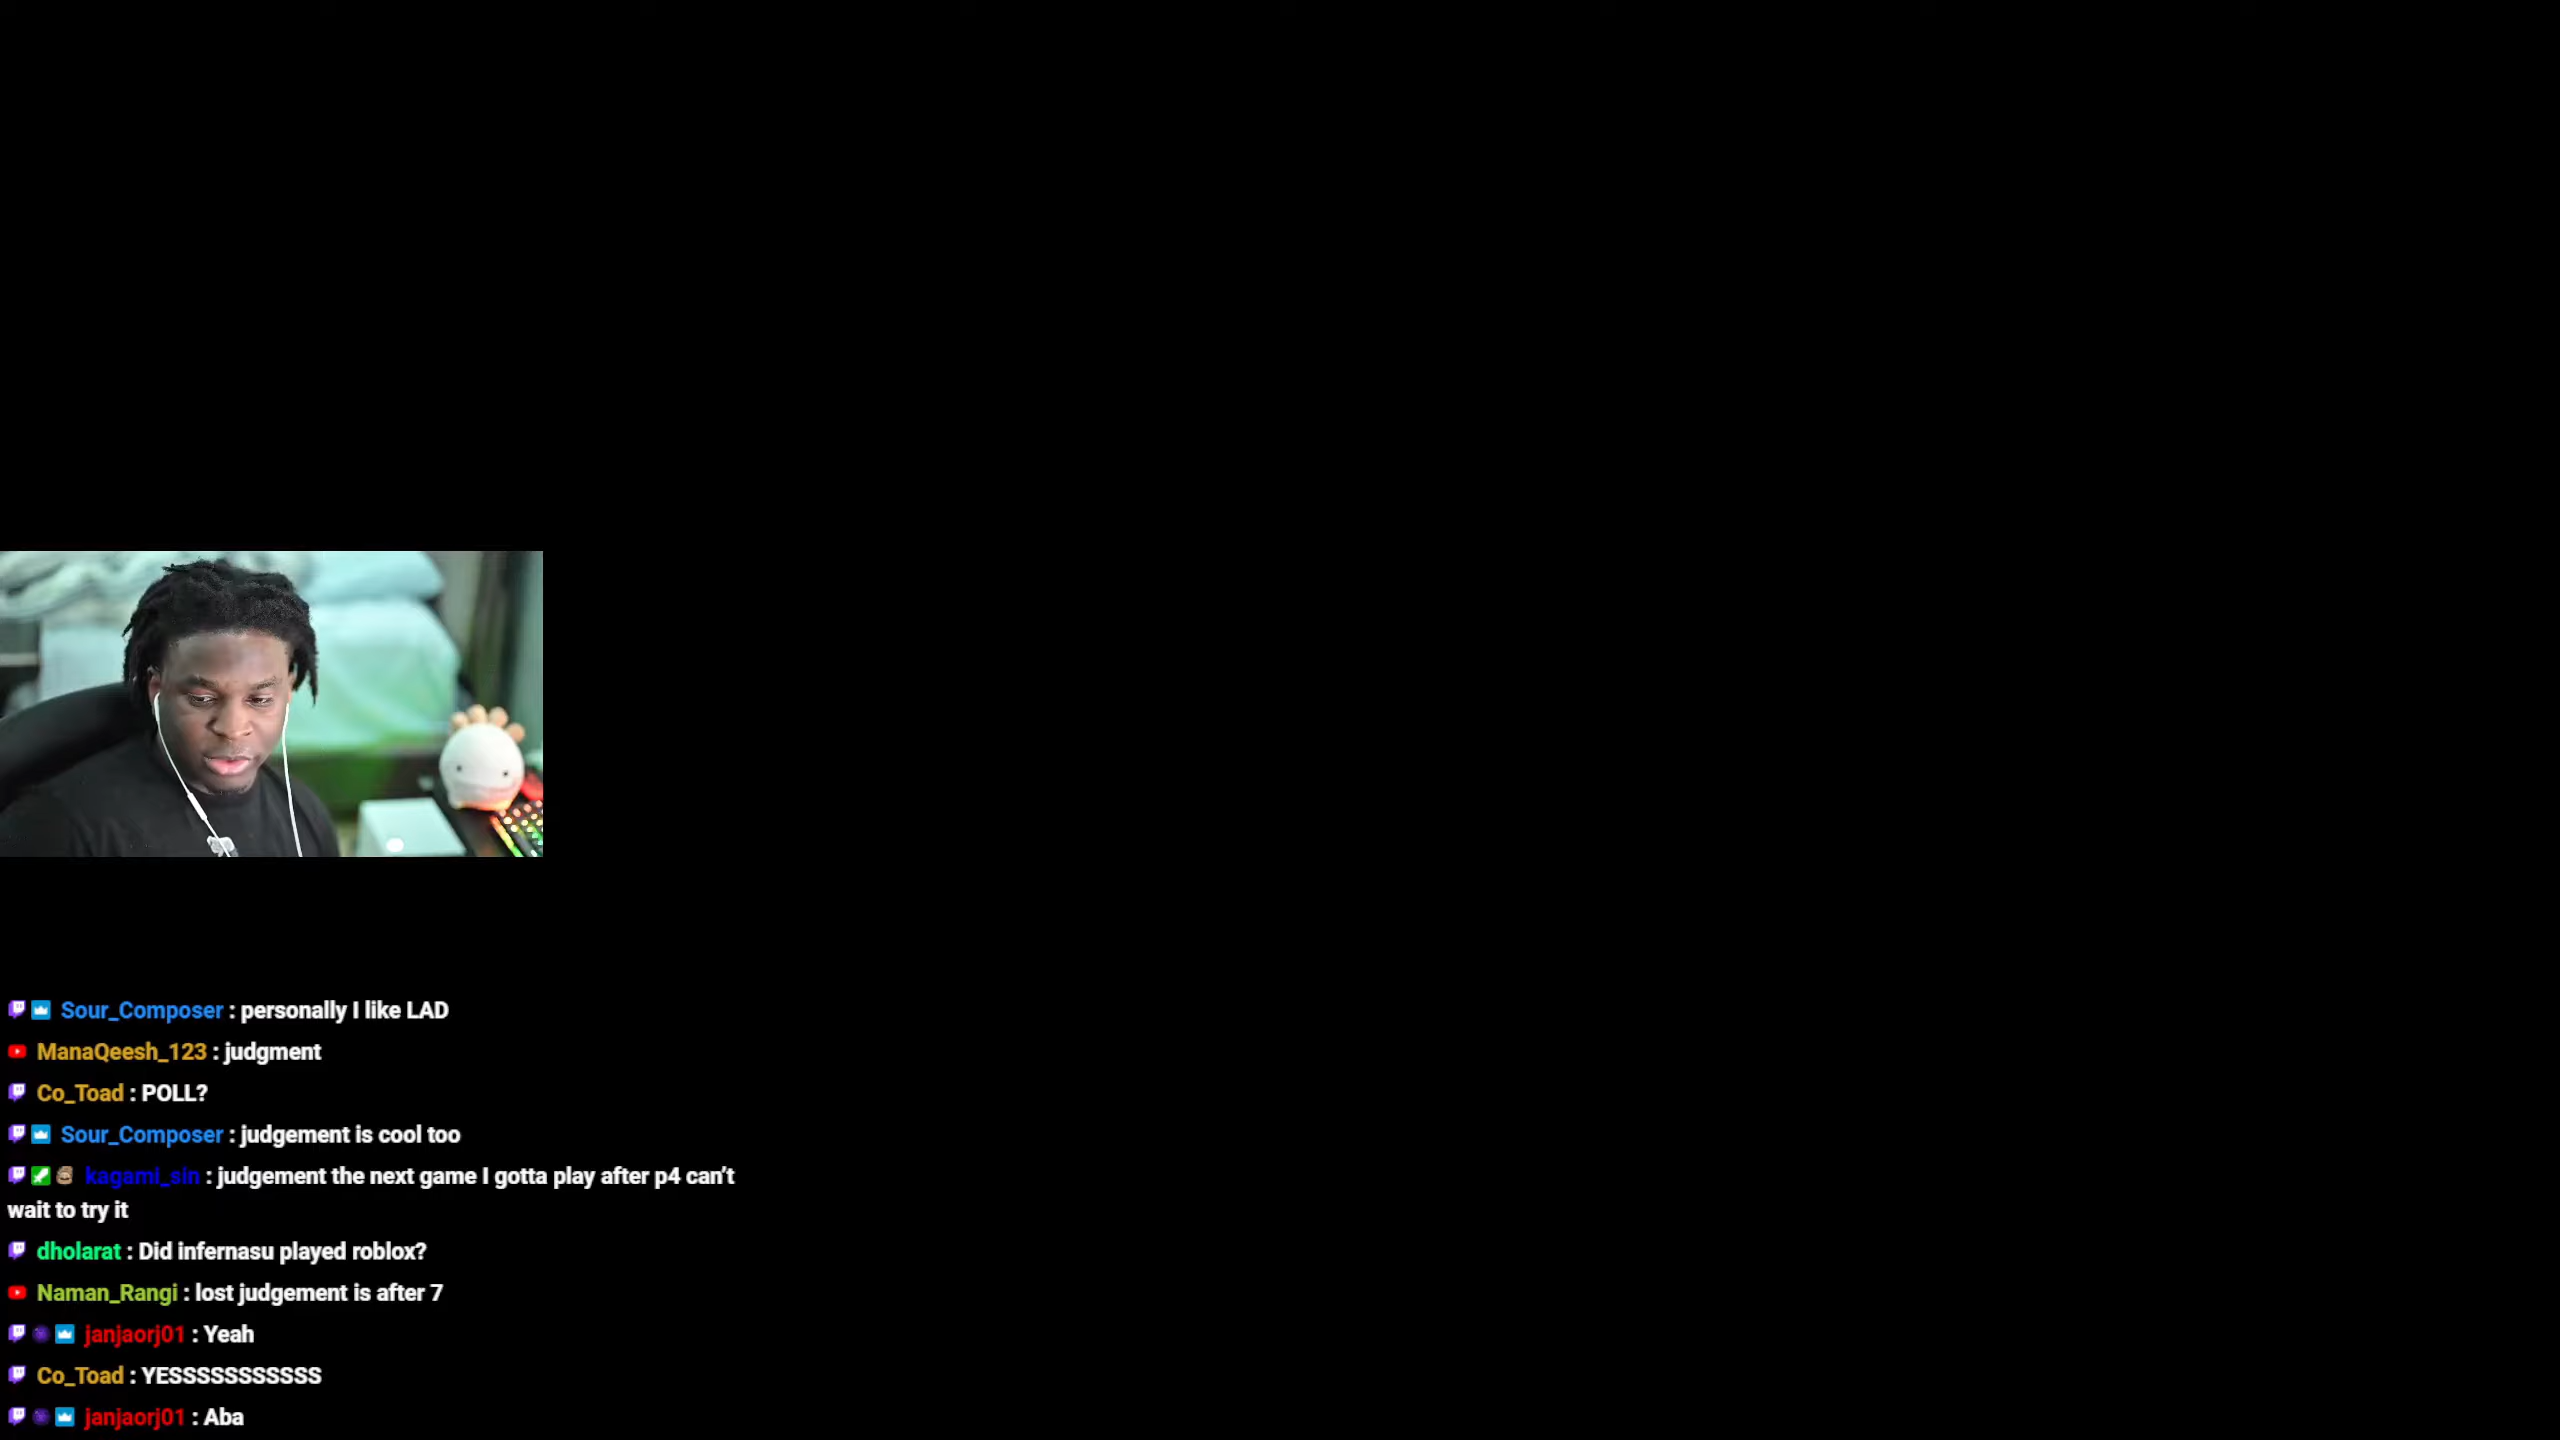 Sour_Composer : personally I like LAD
ManaQeesh_123 : judgment
Co_Toad : POLL?
Sour_Composer : judgement is cool too
kagami_sin : judgement the next game I gotta play after p4 can't
wait to try it
dholarat : Did infernasu played roblox?
Naman_Rangi : lost judgement is after 7
janjaorj01 : Yeah
Co_Toad : YESSSSSSSSSSS
janjaorj01 : Aba